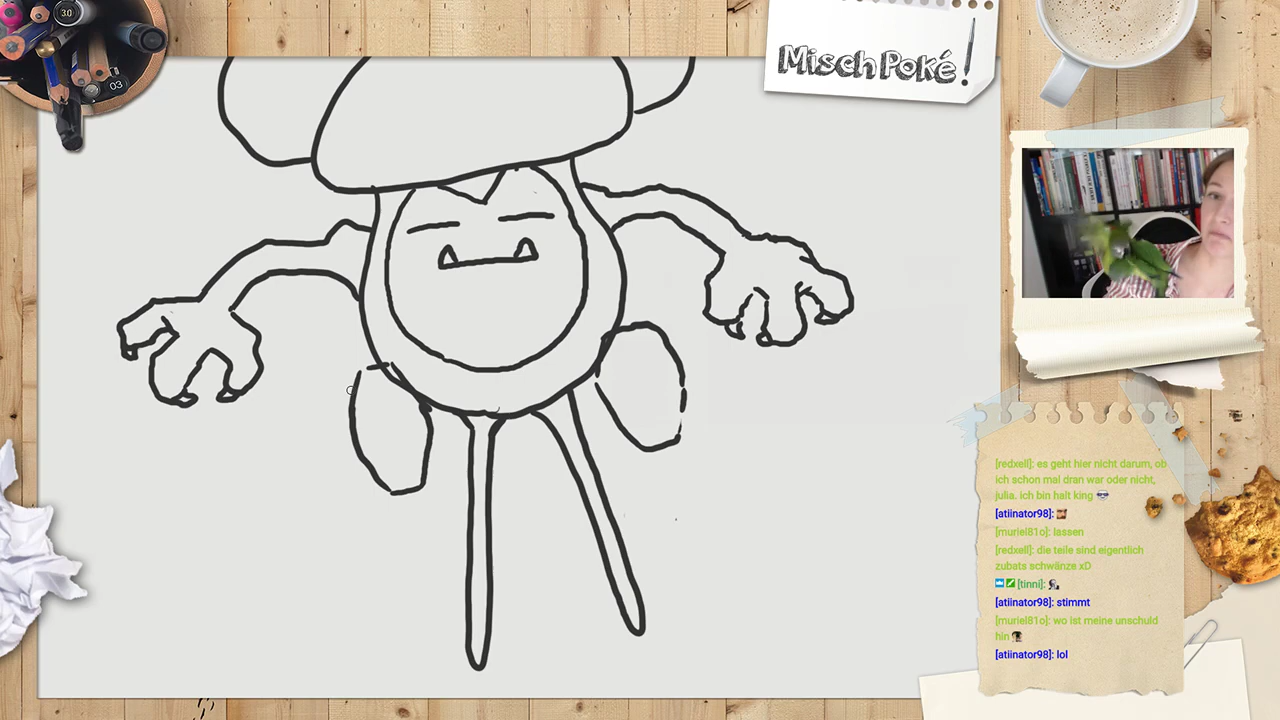 3.0
03
Misch Poké!
[redxell]: es geht hier nicht darum, ob
ich schon mal dran war oder nicht,
julia. ich bin halt king
[atiinator98]:
[muriel81o]: lassen
[redxell]: die teile sind eigentlich
zubats schwänze xD
[tinni]:
[atiinator98]: stimmt
[muriel81o]: wo ist meine unschuld
hin
[atiinator98]: lol